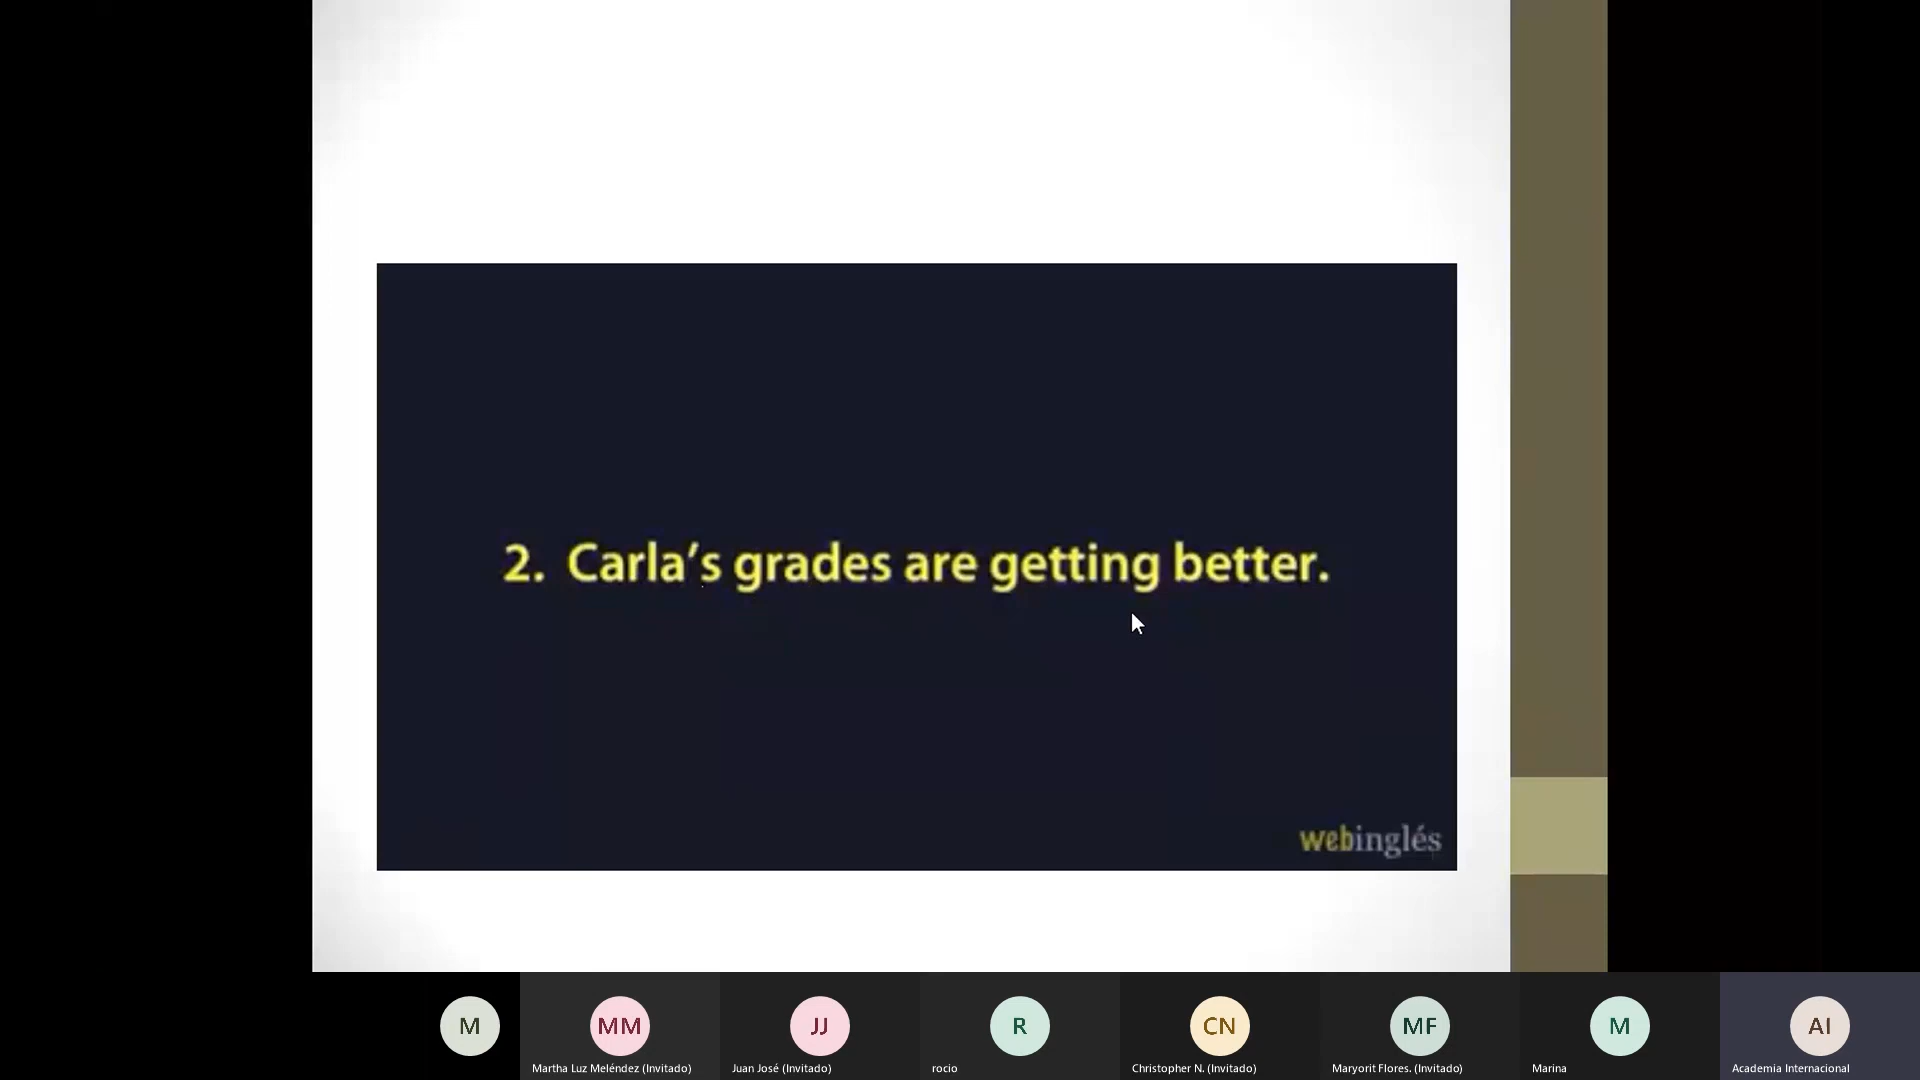 2. Carla's grades are getting better.
webinglés
M MM JJ R CN MF M AI
Martha Luz Meléndez (Invitado) Juan José (Invitado) rocio Christopher N. (Invitado) Maryorit Flores. (Invitado) Marina Academia Internacional